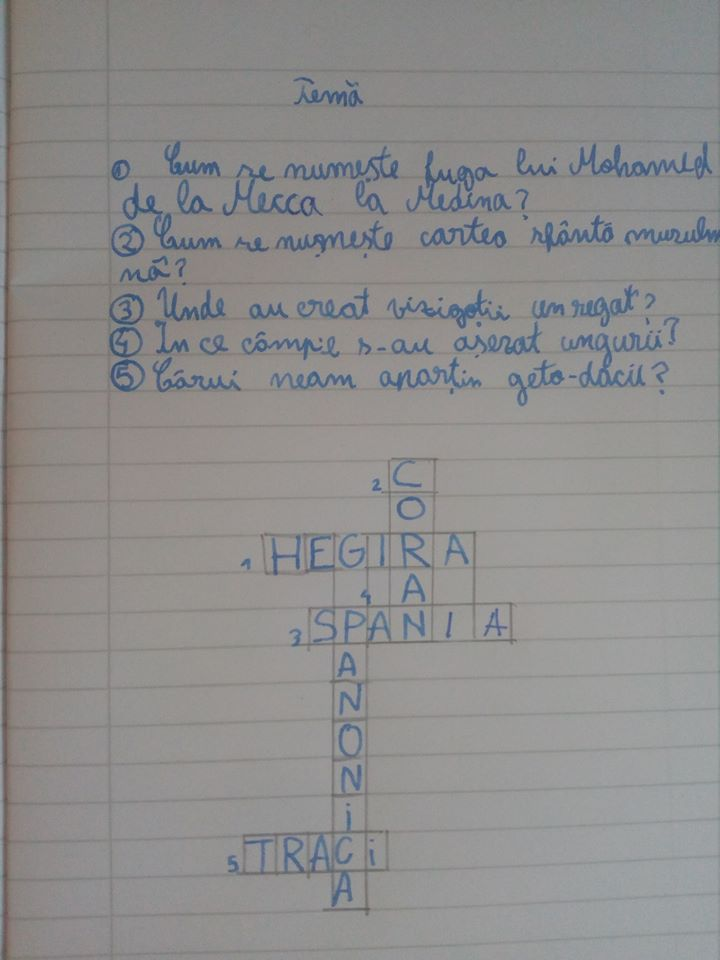 Temă
① Cum se numește fuga lui Mohamed
de la Mecca la Medina?
② Cum se nușmește cartea sfântă musulm
nă?
③ Unde au creat vizigoții un regat?
④ În ce câmpie s-au așezat ungurii?
⑤ Cărui neam aparțin geto-dacii?
2 C
O
1 HEGIRA
4 A
3 SPANIA
A
N
O
N
i
5 TRACi
A